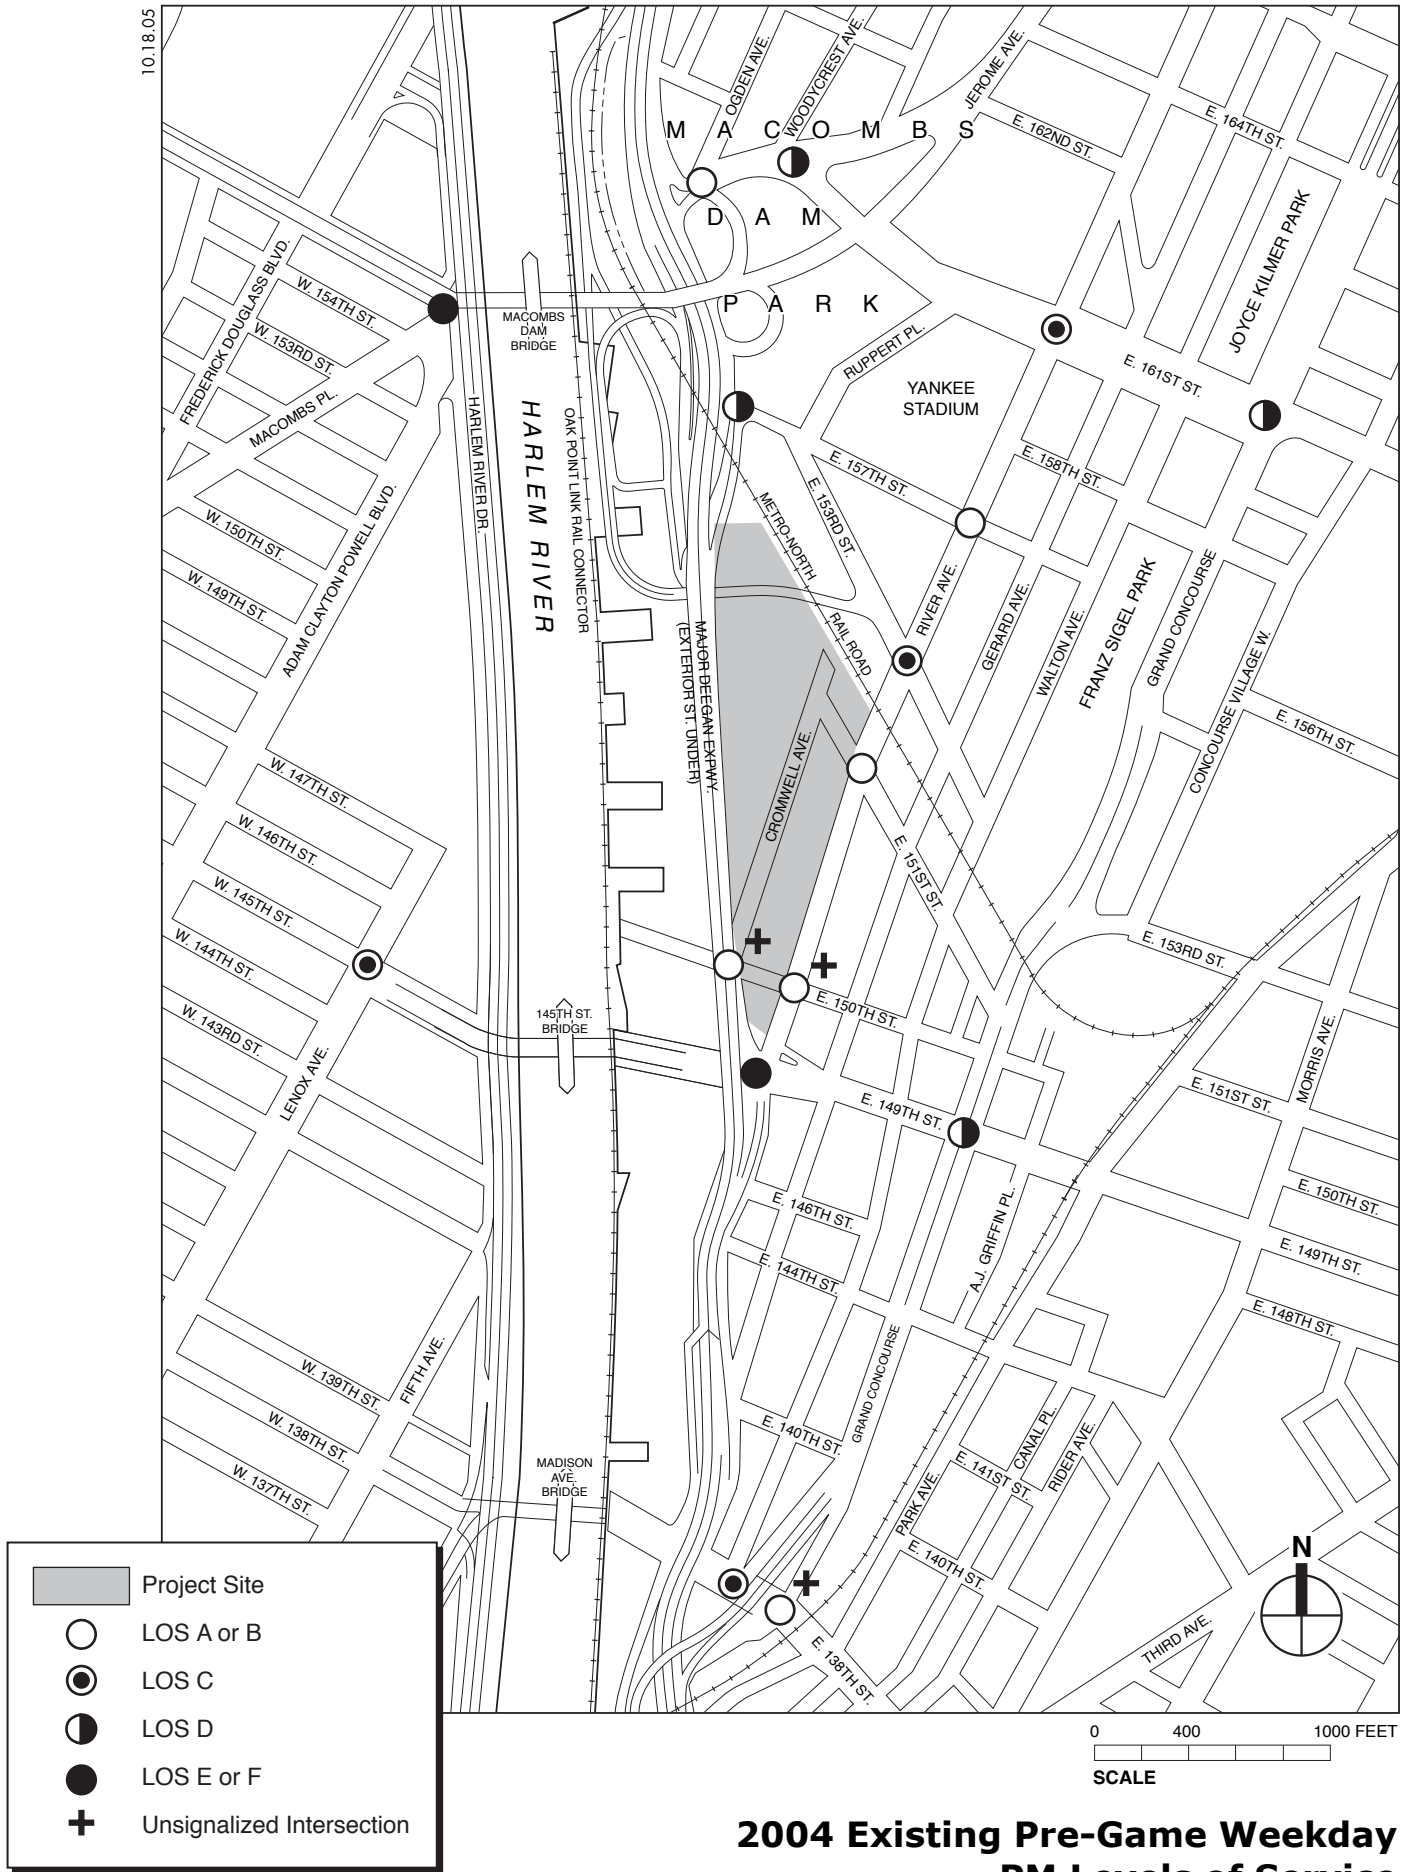 10.18.05
OGDEN AVE.
WOODYCREST AVE.
JEROME AVE.
E. 162ND ST.
E. 164TH ST.
MACOMBS
DAM
PARK
JOYCE KILMER PARK
FREDERICK DOUGLASS BLVD.
W. 154TH ST.
W. 153RD ST.
MACOMBS PL.
MACOMBS
DAM
BRIDGE
RUPPERT PL.
YANKEE
STADIUM
E. 161ST ST.
HARLEM RIVER DR.
HARLEM RIVER
OAK POINT LINK RAIL CONNECTOR
E. 157TH ST.
E. 158TH ST.
E. 153RD ST.
METRO-NORTH
RAIL ROAD
W. 150TH ST.
W. 149TH ST.
ADAM CLAYTON POWELL BLVD.
MAJOR DEEGAN EXPWY.
(EXTERIOR ST. UNDER)
RIVER AVE.
GERARD AVE.
WALTON AVE.
FRANZ SIGEL PARK
GRAND CONCOURSE
CONCOURSE VILLAGE W.
E. 156TH ST.
CROMWELL AVE.
W. 147TH ST.
W. 146TH ST.
W. 145TH ST.
W. 144TH ST.
W. 143RD ST.
LENOX AVE.
E. 151ST ST.
E. 153RD ST.
145TH ST.
BRIDGE
E. 150TH ST.
E. 149TH ST.
MORRIS AVE.
E. 151ST ST.
E. 150TH ST.
E. 149TH ST.
E. 148TH ST.
E. 146TH ST.
E. 144TH ST.
A.J. GRIFFIN PL.
GRAND CONCOURSE
FIFTH AVE.
W. 139TH ST.
W. 138TH ST.
W. 137TH ST.
MADISON
AVE.
BRIDGE
E. 140TH ST.
CANAL PL.
RIDER AVE.
E. 141ST ST.
PARK AVE.
E. 140TH ST.
E. 138TH ST.
THIRD AVE.
N
Project Site
LOS A or B
LOS C
LOS D
LOS E or F
Unsignalized Intersection
0 400 1000 FEET
SCALE
2004 Existing Pre-Game Weekday
PM Levels of Service